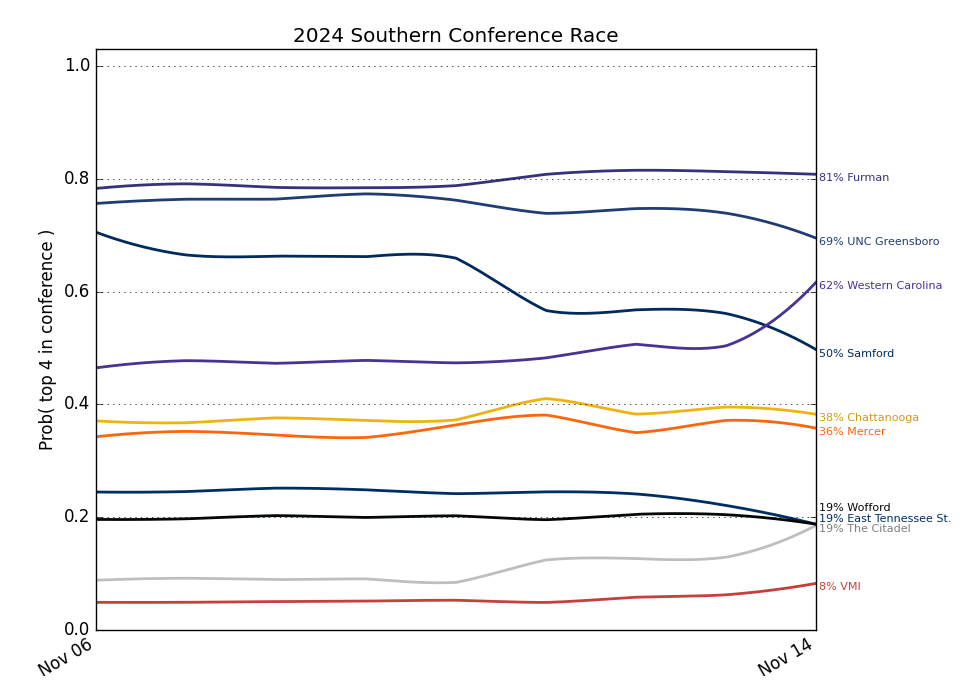 2024 Southern Conference Race
Prob( top 4 in conference )
1.0
0.8
0.6
0.4
0.2
0.0
Nov 06
Nov 14
81% Furman
69% UNC Greensboro
62% Western Carolina
50% Samford
38% Chattanooga
36% Mercer
19% Wofford
19% East Tennessee St.
19% The Citadel
8% VMI